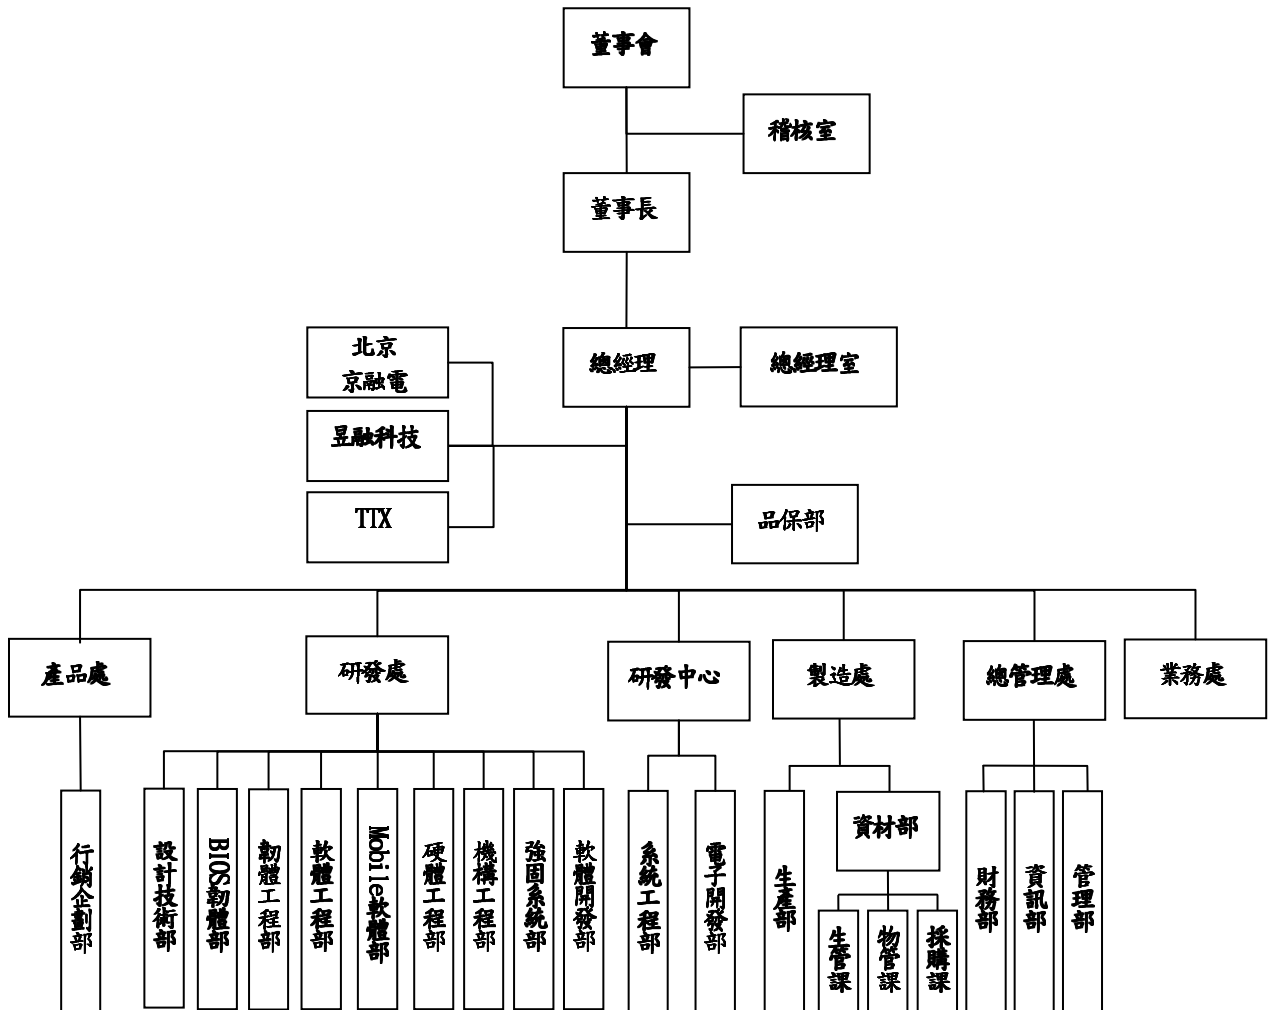 董事會
稽核室
董事長
北京
京融電
總經理
總經理室
昱融科技
TTX
品保部
產品處
研發處
研發中心
製造處
總管理處
業務處
行銷企劃部
設計技術部
BIOS韌體部
韌體工程部
軟體工程部
Mobile軟體部
硬體工程部
機構工程部
強固系統部
軟體開發部
系統工程部
電子開發部
生產部
資材部
生管課
物管課
採購課
財務部
資訊部
管理部